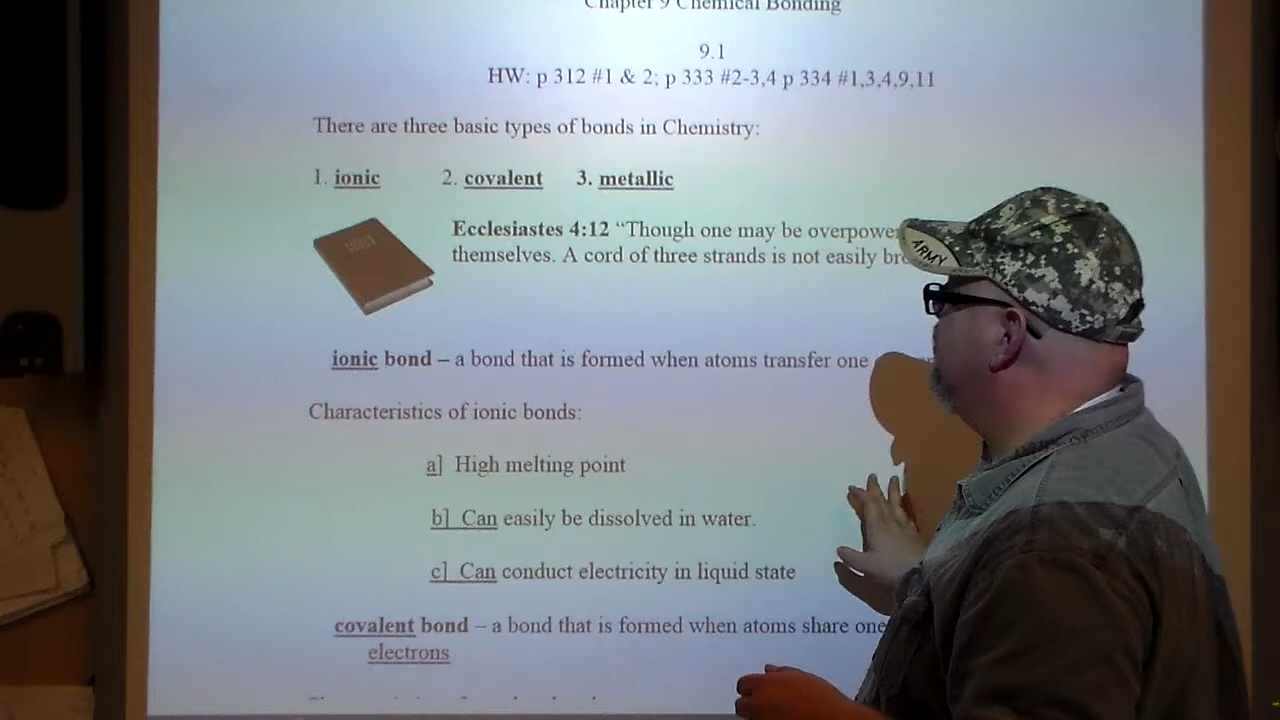 Chapter 9 Chemical Bonding
9.1
HW: p 312 #1 & 2; p 333 #2-3,4 p 334 #1,3,4,9,11
There are three basic types of bonds in Chemistry:
1. ionic 2. covalent 3. metallic
Ecclesiastes 4:12 “Though one may be overpower
themselves. A cord of three strands is not easily br
ARMY
ionic bond – a bond that is formed when atoms transfer one
Characteristics of ionic bonds:
a] High melting point
b] Can easily be dissolved in water.
c] Can conduct electricity in liquid state
covalent bond – a bond that is formed when atoms share one
electrons